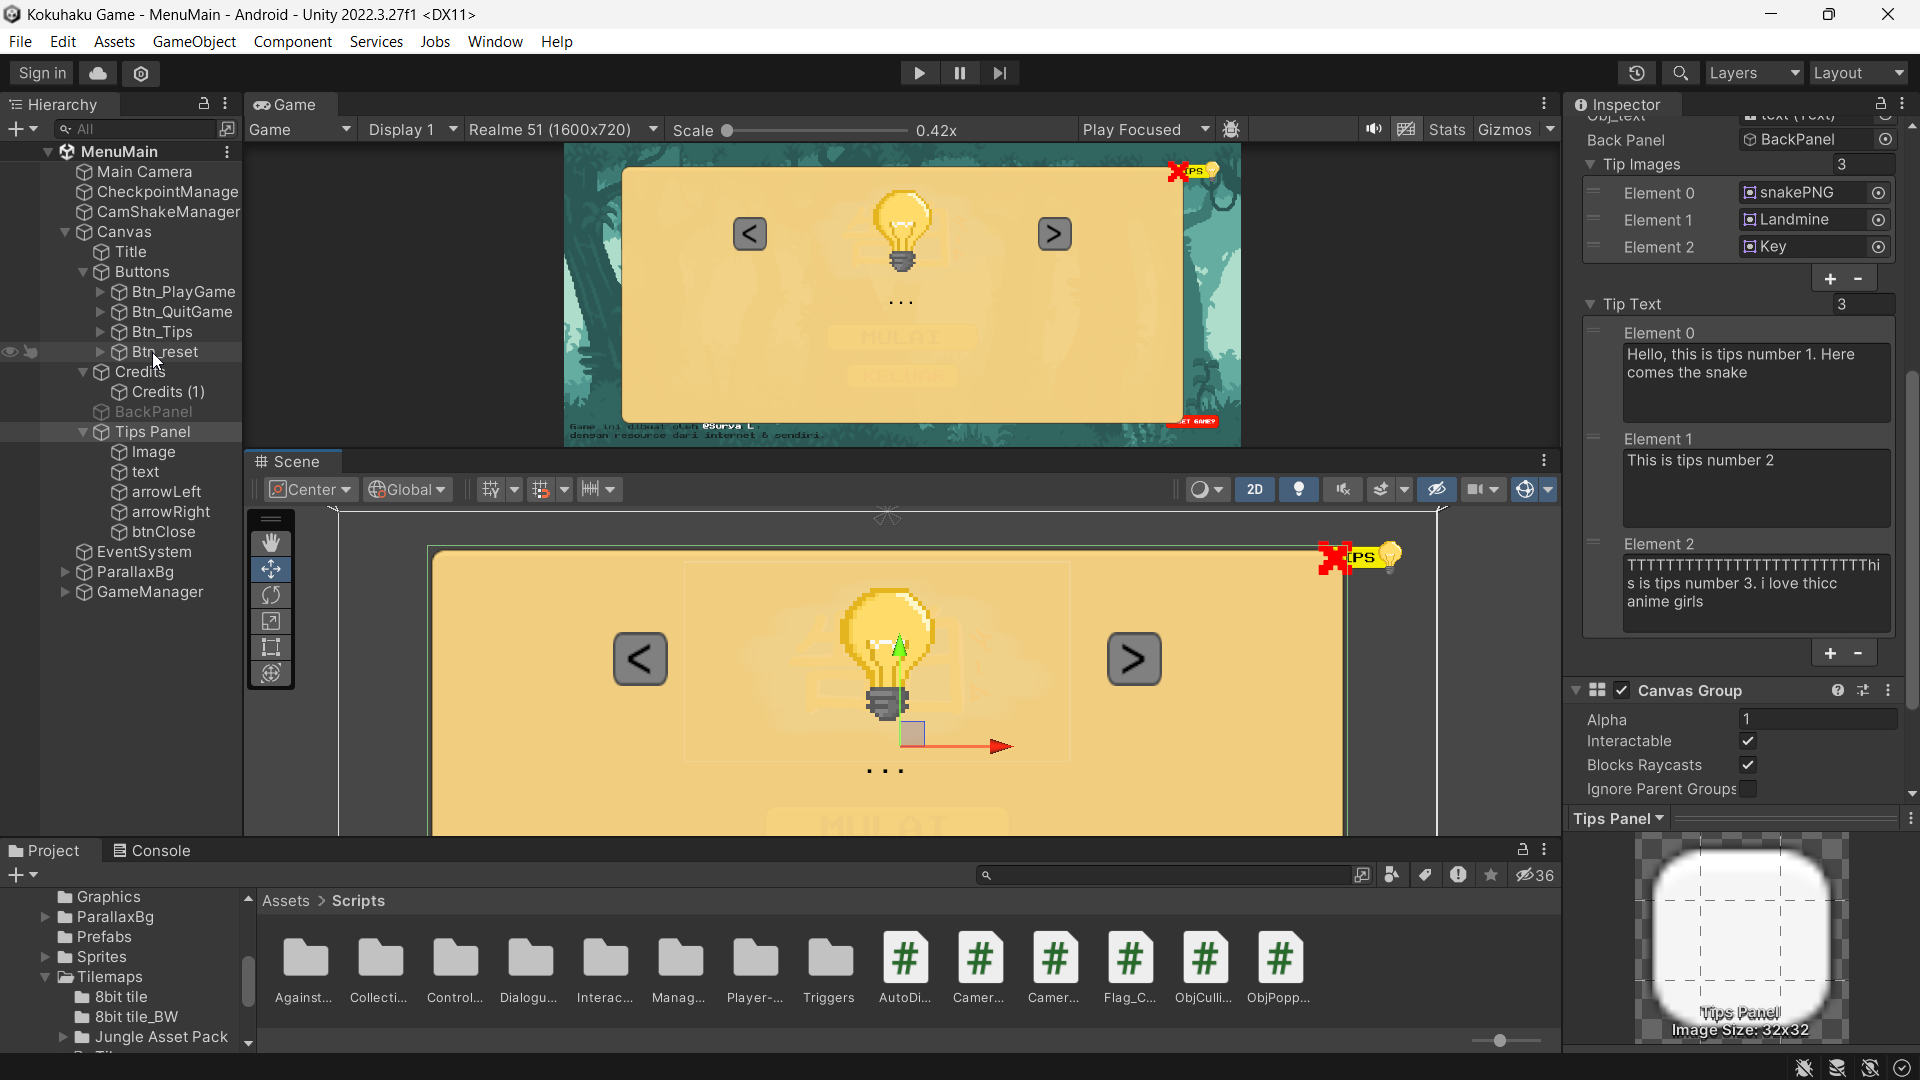 Kokuhaku Game - MenuMain - Android - Unity 2022.3.27f1 <DX11>
File Edit Assets GameObject Component Services Jobs Window Help
Sign in
Layers
Layout
Hierarchy
All
MenuMain
Main Camera
CheckpointManage
CamShakeManager
Canvas
Title
Buttons
Btn_PlayGame
Btn_QuitGame
Btn_Tips
Btn_reset
Credits
Credits (1)
BackPanel
Tips Panel
Image
text
arrowLeft
arrowRight
btnClose
EventSystem
ParallaxBg
GameManager
Game
Game Display 1 Realme 51 (1600x720) Scale 0.42x Play Focused Stats Gizmos
IPS
< >
...
MULAI
KELUAR
Game ini dibuat oleh @Surya L.
dengan resource dari internet & sendiri.
SET GAME?
Scene
Center Global 2D
IPS
< >
...
MULAI
Inspector
Obj_text text (Text)
Back Panel BackPanel
Tip Images 3
Element 0 snakePNG
Element 1 Landmine
Element 2 Key
+ -
Tip Text 3
Element 0
Hello, this is tips number 1. Here
comes the snake
Element 1
This is tips number 2
Element 2
TTTTTTTTTTTTTTTTTTTTTTTThi
s is tips number 3. i love thicc
anime girls
+ -
Canvas Group
Alpha 1
Interactable
Blocks Raycasts
Ignore Parent Groups
Tips Panel
Tips Panel
Image Size: 32x32
Project Console
36
Graphics
ParallaxBg
Prefabs
Sprites
Tilemaps
8bit tile
8bit tile_BW
Jungle Asset Pack
Assets > Scripts
Against... Collecti... Control... Dialogu... Interac... Manag... Player-... Triggers AutoDi... Camer... Camer... Flag_C... ObjCulli... ObjPopp...